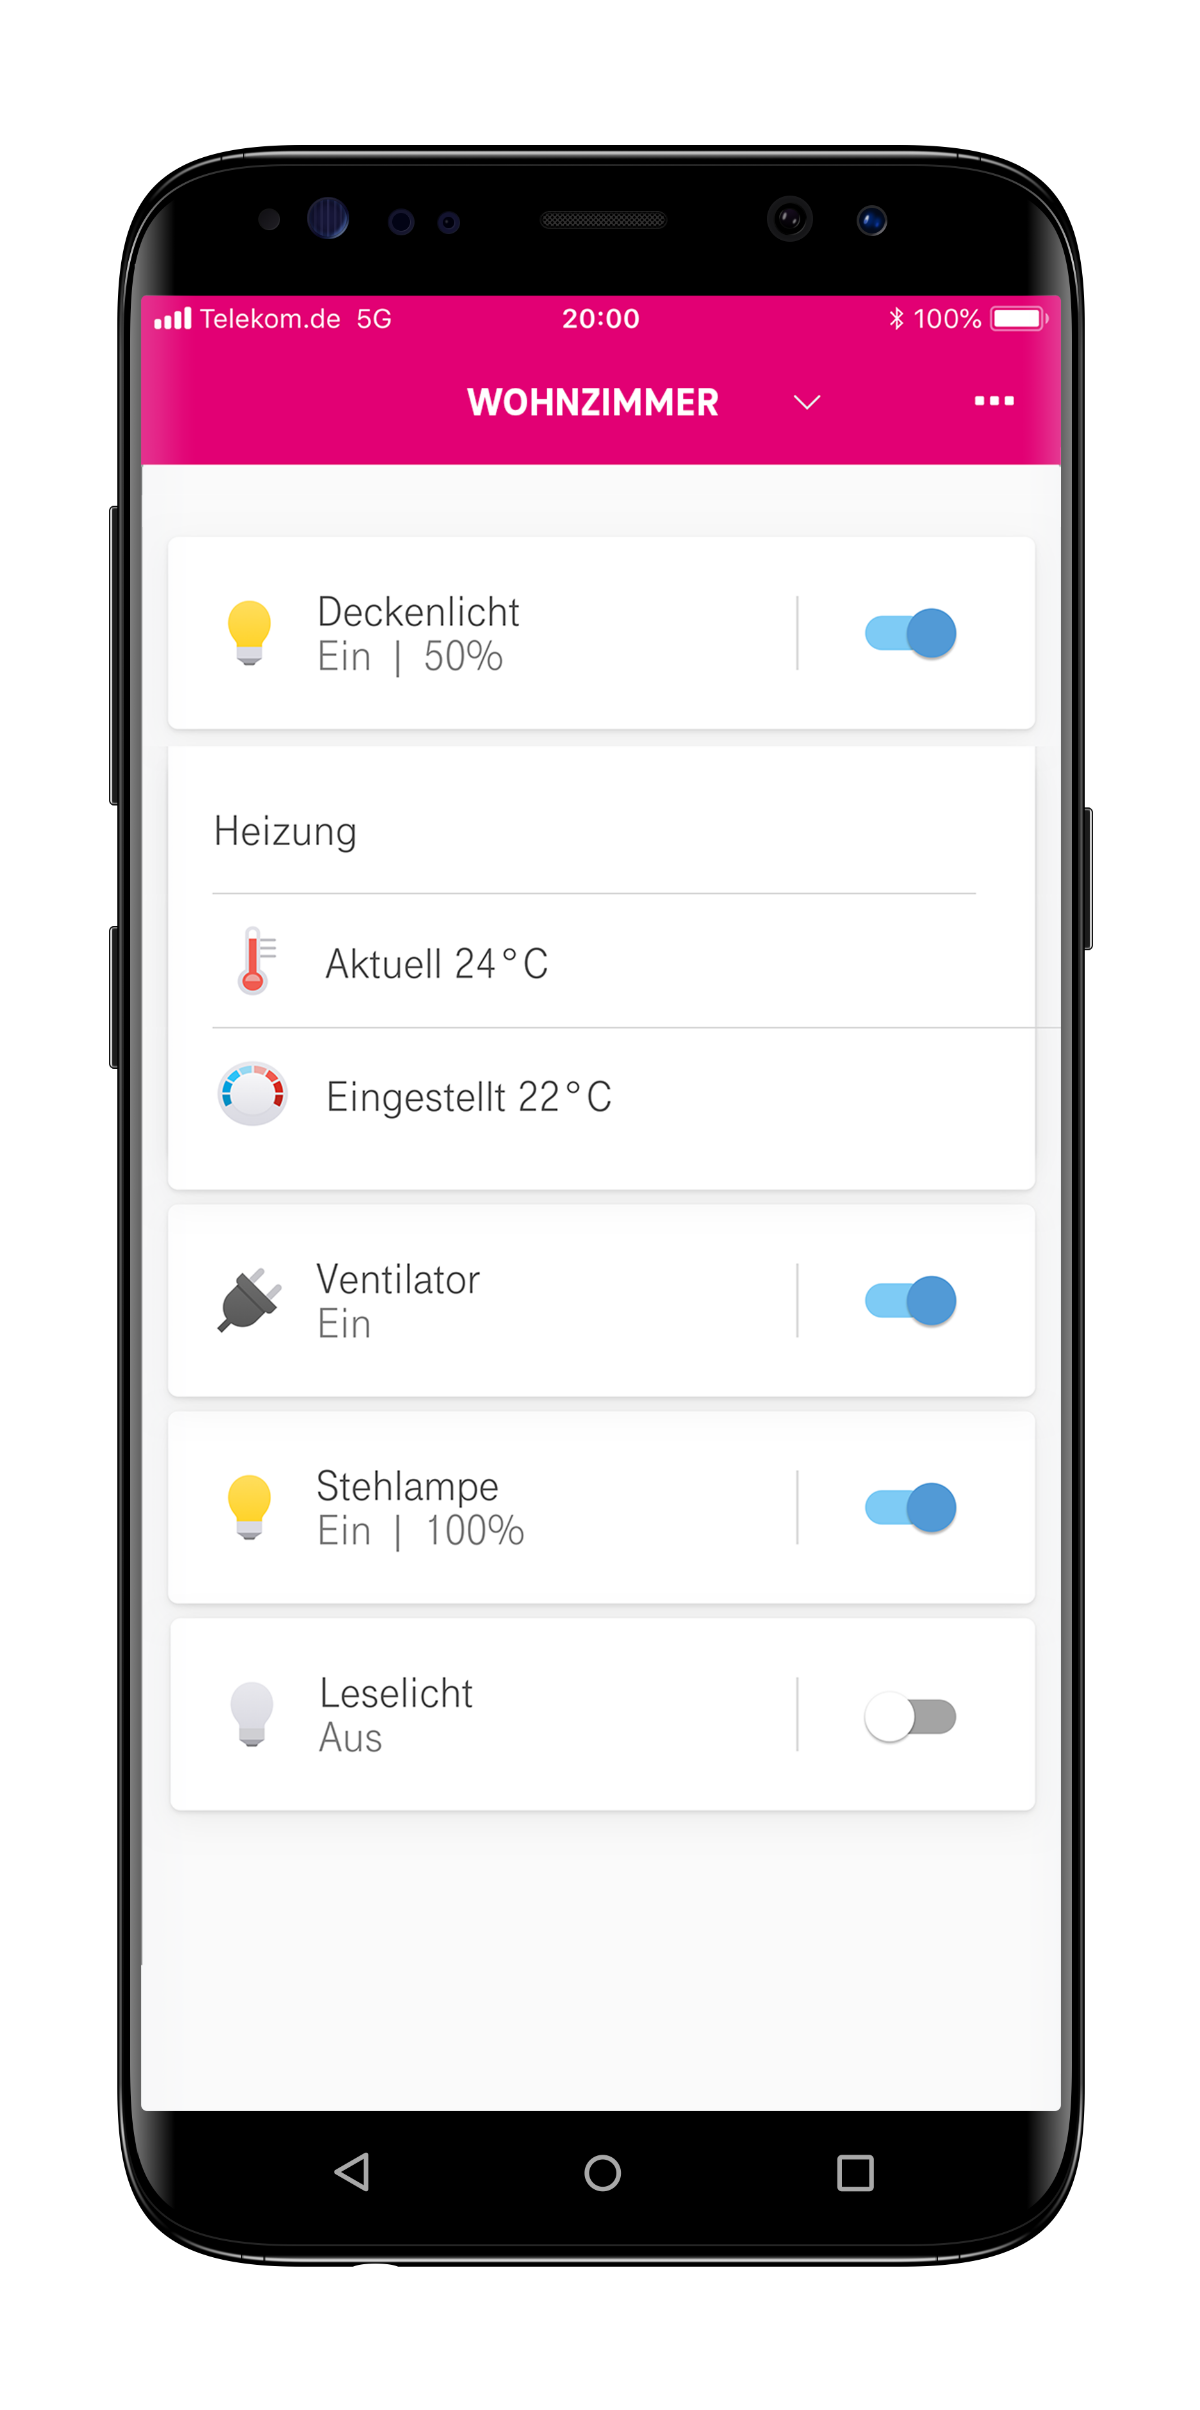 Telekom.de 5G 20:00 100%
WOHNZIMMER
Deckenlicht
Ein | 50%
Heizung
Aktuell 24°C
Eingestellt 22°C
Ventilator
Ein
Stehlampe
Ein | 100%
Leselicht
Aus